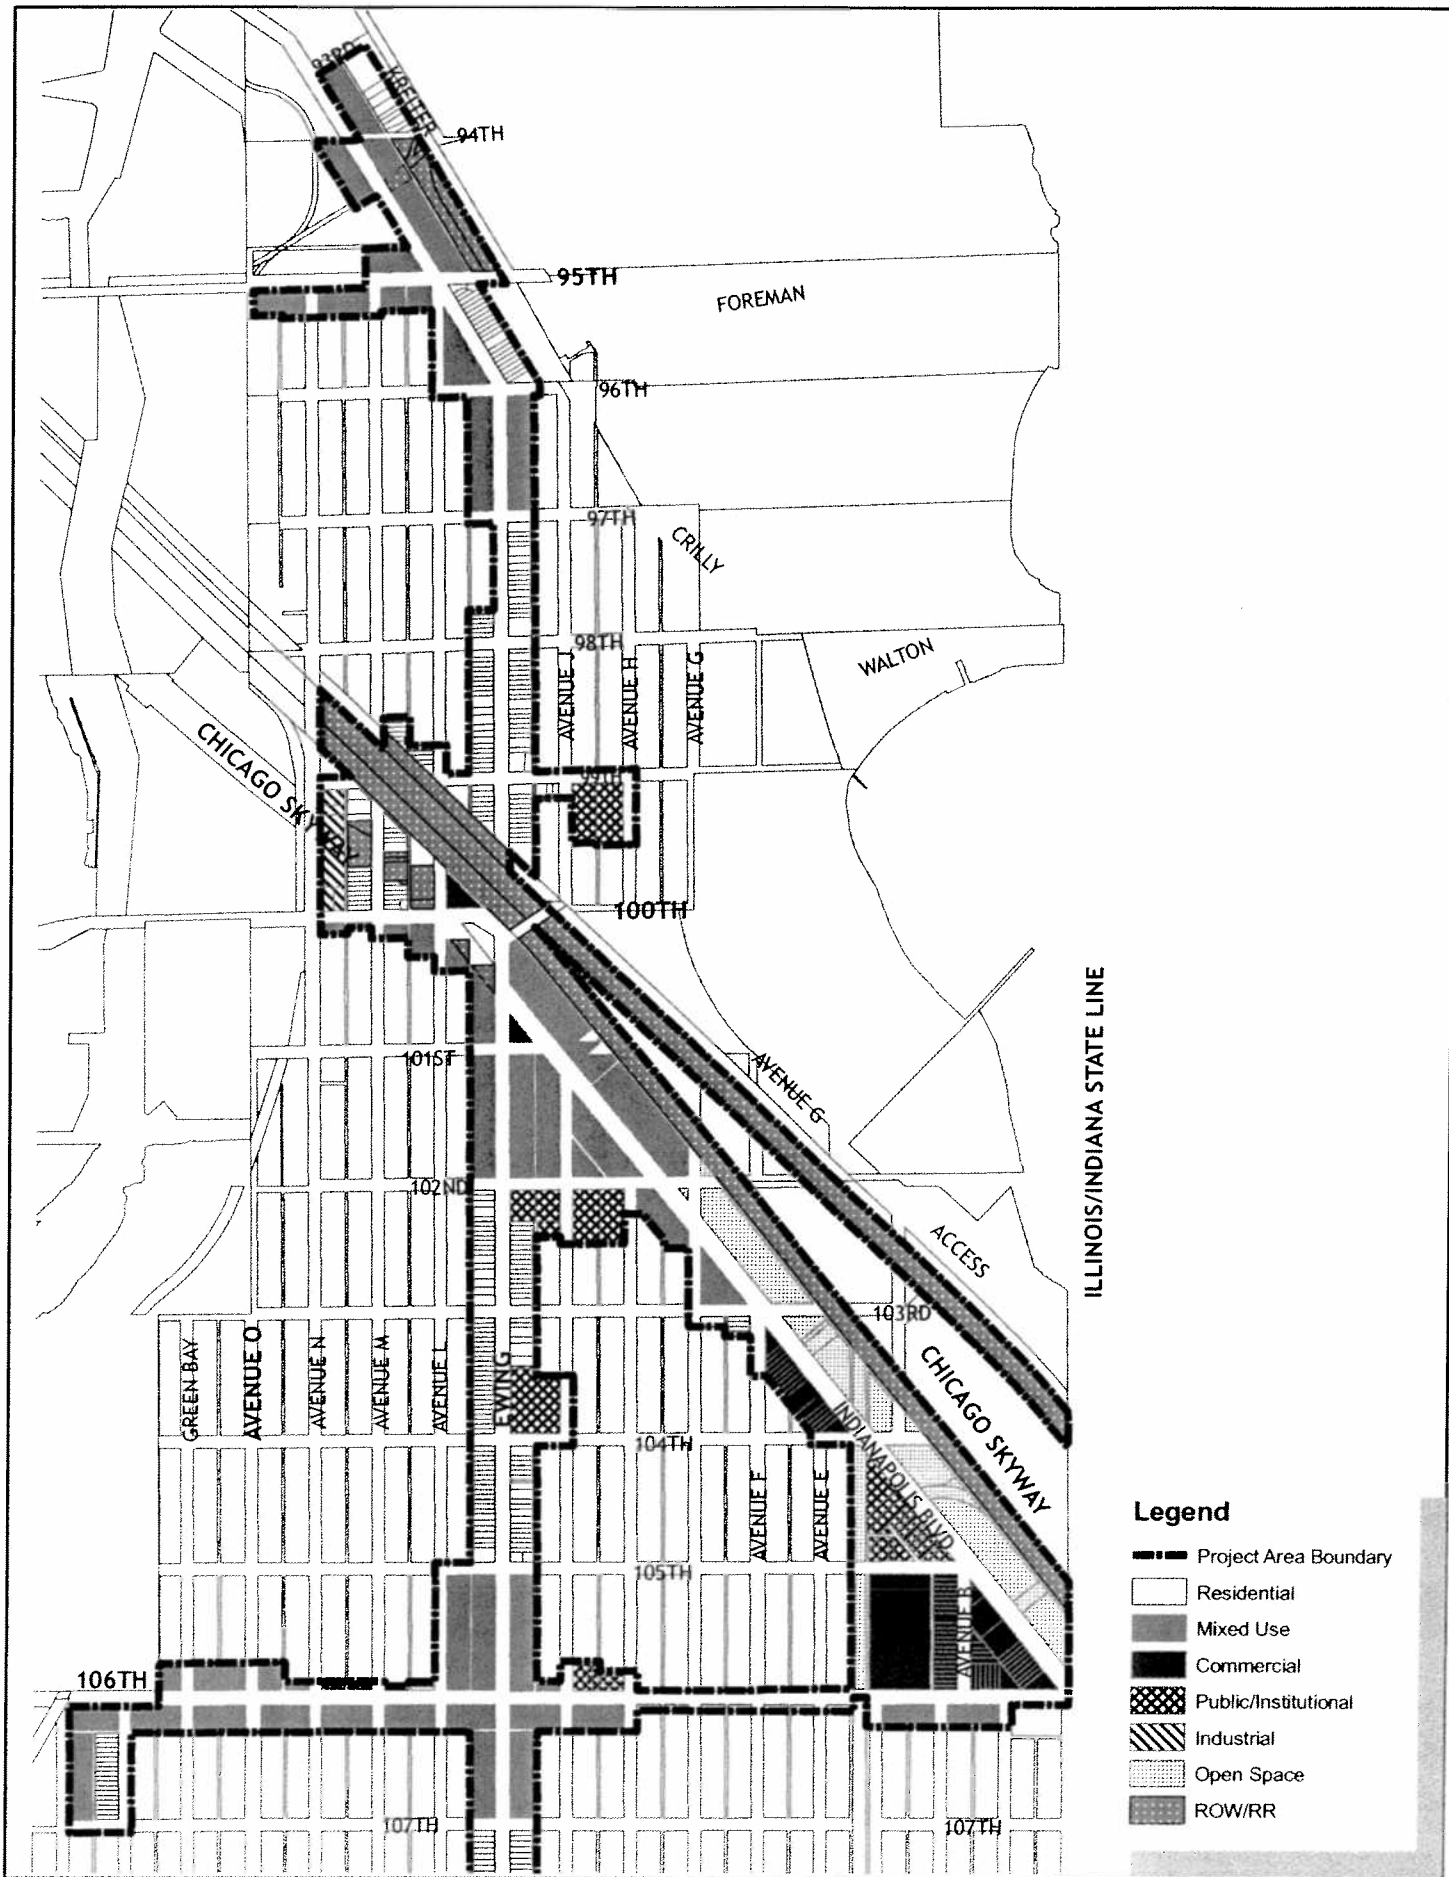 93RD
KREITER
94TH
95TH
FOREMAN
96TH
97TH
CRILLY
98TH
WALTON
AVENUE J
AVENUE H
AVENUE G
CHICAGO SKYWAY
99TH
100TH
ILLINOIS/INDIANA STATE LINE
101ST
AVENUE G
102ND
ACCESS
103RD
GREEN BAY
AVENUE O
AVENUE N
AVENUE M
AVENUE L
EWING
CHICAGO SKYWAY
INDIANAPOLIS BLVD
104TH
AVENUE F
AVENUE E
105TH
AVENUE B
106TH
107TH
107TH
Legend
Project Area Boundary
Residential
Mixed Use
Commercial
Public/Institutional
Industrial
Open Space
ROW/RR